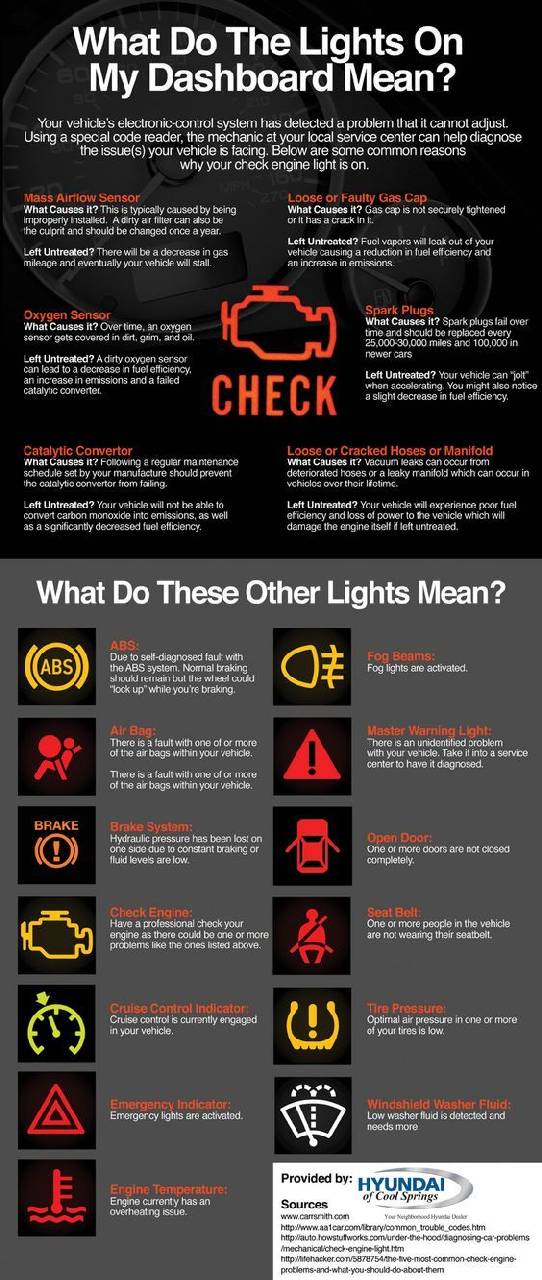 What Do The Lights On
My Dashboard Mean?
Your vehicle's electronic-control system has detected a problem that it cannot adjust.
Using a special code reader, the mechanic at your local service center can help diagnose
the issue(s) your vehicle is facing. Below are some common reasons
why your check engine light is on.
Mass Airflow Sensor
What Causes it? This is typically caused by being
improperly installed. A dirty air filter can also be
the culprit and should be changed once a year.
Left Untreated? There will be a decrease in gas
mileage and eventually your vehicle will stall.
Loose or Faulty Gas Cap
What Causes it? Gas cap is not securely tightened
or it has a crack in it.
Left Untreated? Fuel vapors will leak out of your
vehicle causing a reduction in fuel efficiency and
an increase in emissions.
Oxygen Sensor
What Causes it? Over time, an oxygen
sensor gets covered in dirt, grim, and oil.
Left Untreated? A dirty oxygen sensor
can lead to a decrease in fuel efficiency,
an increase in emissions and a failed
catalytic converter.
CHECK
Spark Plugs
What Causes it? Spark plugs fail over
time and should be replaced every
25,000-30,000 miles and 100,000 in
newer cars
Left Untreated? Your vehicle can "jolt"
when accelerating. You might also notice
a slight decrease in fuel efficiency.
Catalytic Convertor
What Causes it? Following a regular maintenance
schedule set by your manufacture should prevent
the catalytic convertor from failing.
Left Untreated? Your vehicle will not be able to
convert carbon monoxide into emissions, as well
as a significantly decreased fuel efficiency.
Loose or Cracked Hoses or Manifold
What Causes it? Vacuum leaks can occur from
deteriorated hoses or a leaky manifold which can occur in
vehicles over their lifetime.
Left Untreated? Your vehicle will experience poor fuel
efficiency and loss of power to the vehicle which will
damage the engine itself if left untreated.
What Do These Other Lights Mean?
ABS
ABS:
Due to self-diagnosed fault with
the ABS system. Normal braking
should remain but the wheel could
"lock up" while you're braking.
Fog Beams:
Fog lights are activated.
Air Bag:
There is a fault with one of or more
of the air bags within your vehicle.
There is a fault with one of or more
of the air bags within your vehicle.
Master Warning Light:
There is an unidentified problem
with your vehicle. Take it into a service
center to have it diagnosed.
BRAKE
Brake System:
Hydraulic pressure has been lost on
one side due to constant braking or
fluid levels are low.
Open Door:
One or more doors are not closed
completely.
Check Engine:
Have a professional check your
engine as there could be one or more
problems like the ones listed above.
Seat Belt:
One or more people in the vehicle
are not wearing their seatbelt.
Cruise Control Indicator:
Cruise control is currently engaged
in your vehicle.
Tire Pressure:
Optimal air pressure in one or more
of your tires is low.
Emergency Indicator:
Emergency lights are activated.
Windshield Washer Fluid:
Low washer fluid is detected and
needs more
Engine Temperature:
Engine currenty has an
overheating issue.
Provided by:
HYUNDAI
of Cool Springs
Your Neighborhood Hyundai Dealer
Sources
www.carrsmith.com
http://www.aa1car.com/library/common_trouble_codes.htm
http://auto.howstuffworks.com/under-the-hood/diagnosing-car-problems
/mechanical/check-engine-light.htm
http://lifehacker.com/5878754/the-five-most-common-check-engine-
problems-and-what-you-should-do-about-them